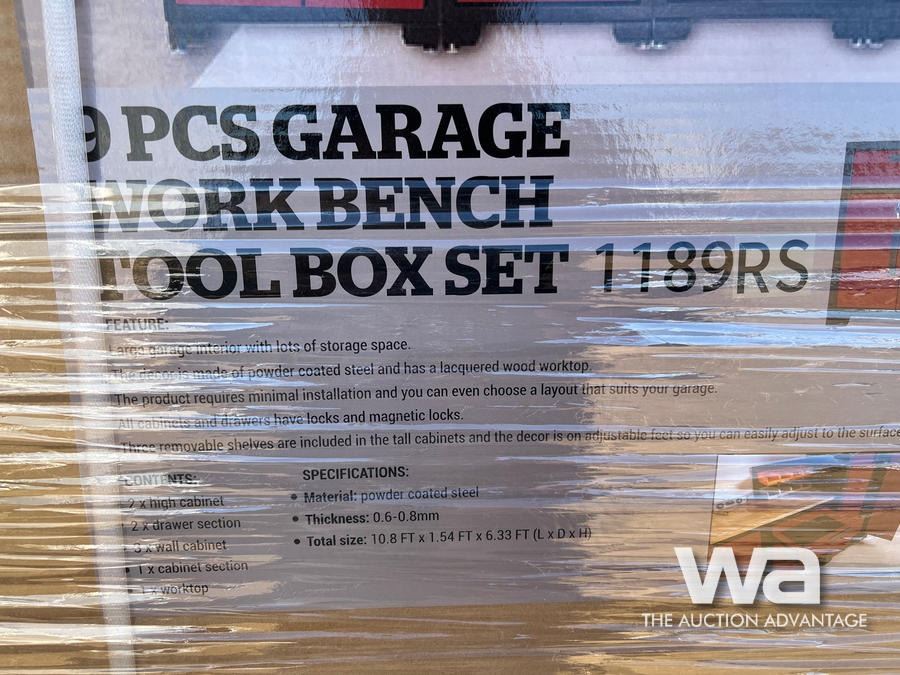 9 PCS GARAGE
WORK BENCH
TOOL BOX SET 1189RS
FEATURE:
Large garage interior with lots of storage space.
The decor is made of powder coated steel and has a lacquered wood worktop.
The product requires minimal installation and you can even choose a layout that suits your garage.
All cabinets and drawers have locks and magnetic locks.
Three removable shelves are included in the tall cabinets and the decor is on adjustable feet so you can easily adjust to the surface
CONTENTS:
2 x high cabinet
2 x drawer section
3 x wall cabinet
• 1 x cabinet section
1 x worktop
SPECIFICATIONS:
• Material: powder coated steel
• Thickness: 0.6-0.8mm
• Total size: 10.8 FT x 1.54 FT x 6.33 FT (L x D x H)
wa
THE AUCTION ADVANTAGE